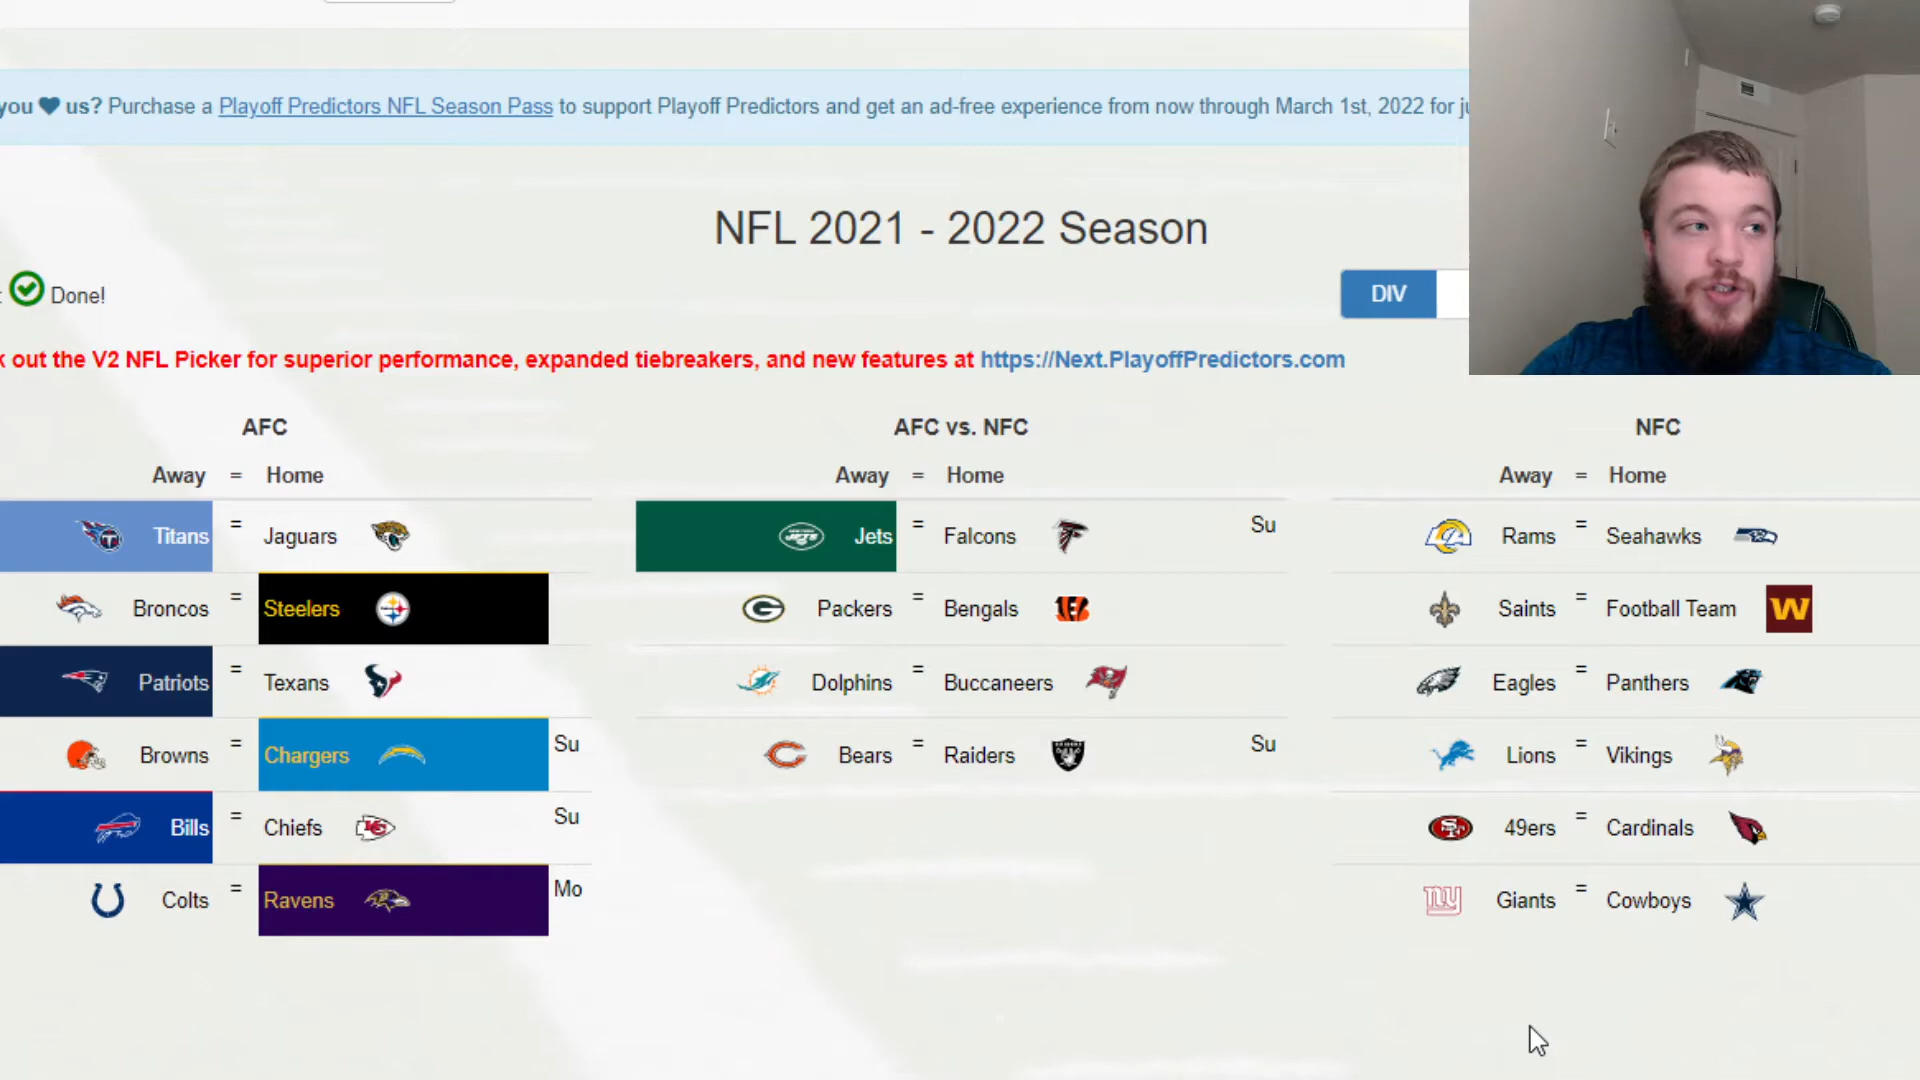 you ♥ us? Purchase a Playoff Predictors NFL Season Pass to support Playoff Predictors and get an ad-free experience from now through March 1st, 2022 for
NFL 2021 - 2022 Season
: Done!
DIV
out the V2 NFL Picker for superior performance, expanded tiebreakers, and new features at https://Next.PlayoffPredictors.com
AFC
AFC vs. NFC
NFC
Away = Home
Away = Home
Away = Home
Titans = Jaguars
Jets = Falcons Su
Rams = Seahawks
Broncos = Steelers
Packers = Bengals
Saints = Football Team W
Patriots = Texans
Dolphins = Buccaneers
Eagles = Panthers
Browns = Chargers Su
Bears = Raiders Su
Lions = Vikings
Bills = Chiefs Su
49ers = Cardinals
Colts = Ravens Mo
Giants = Cowboys